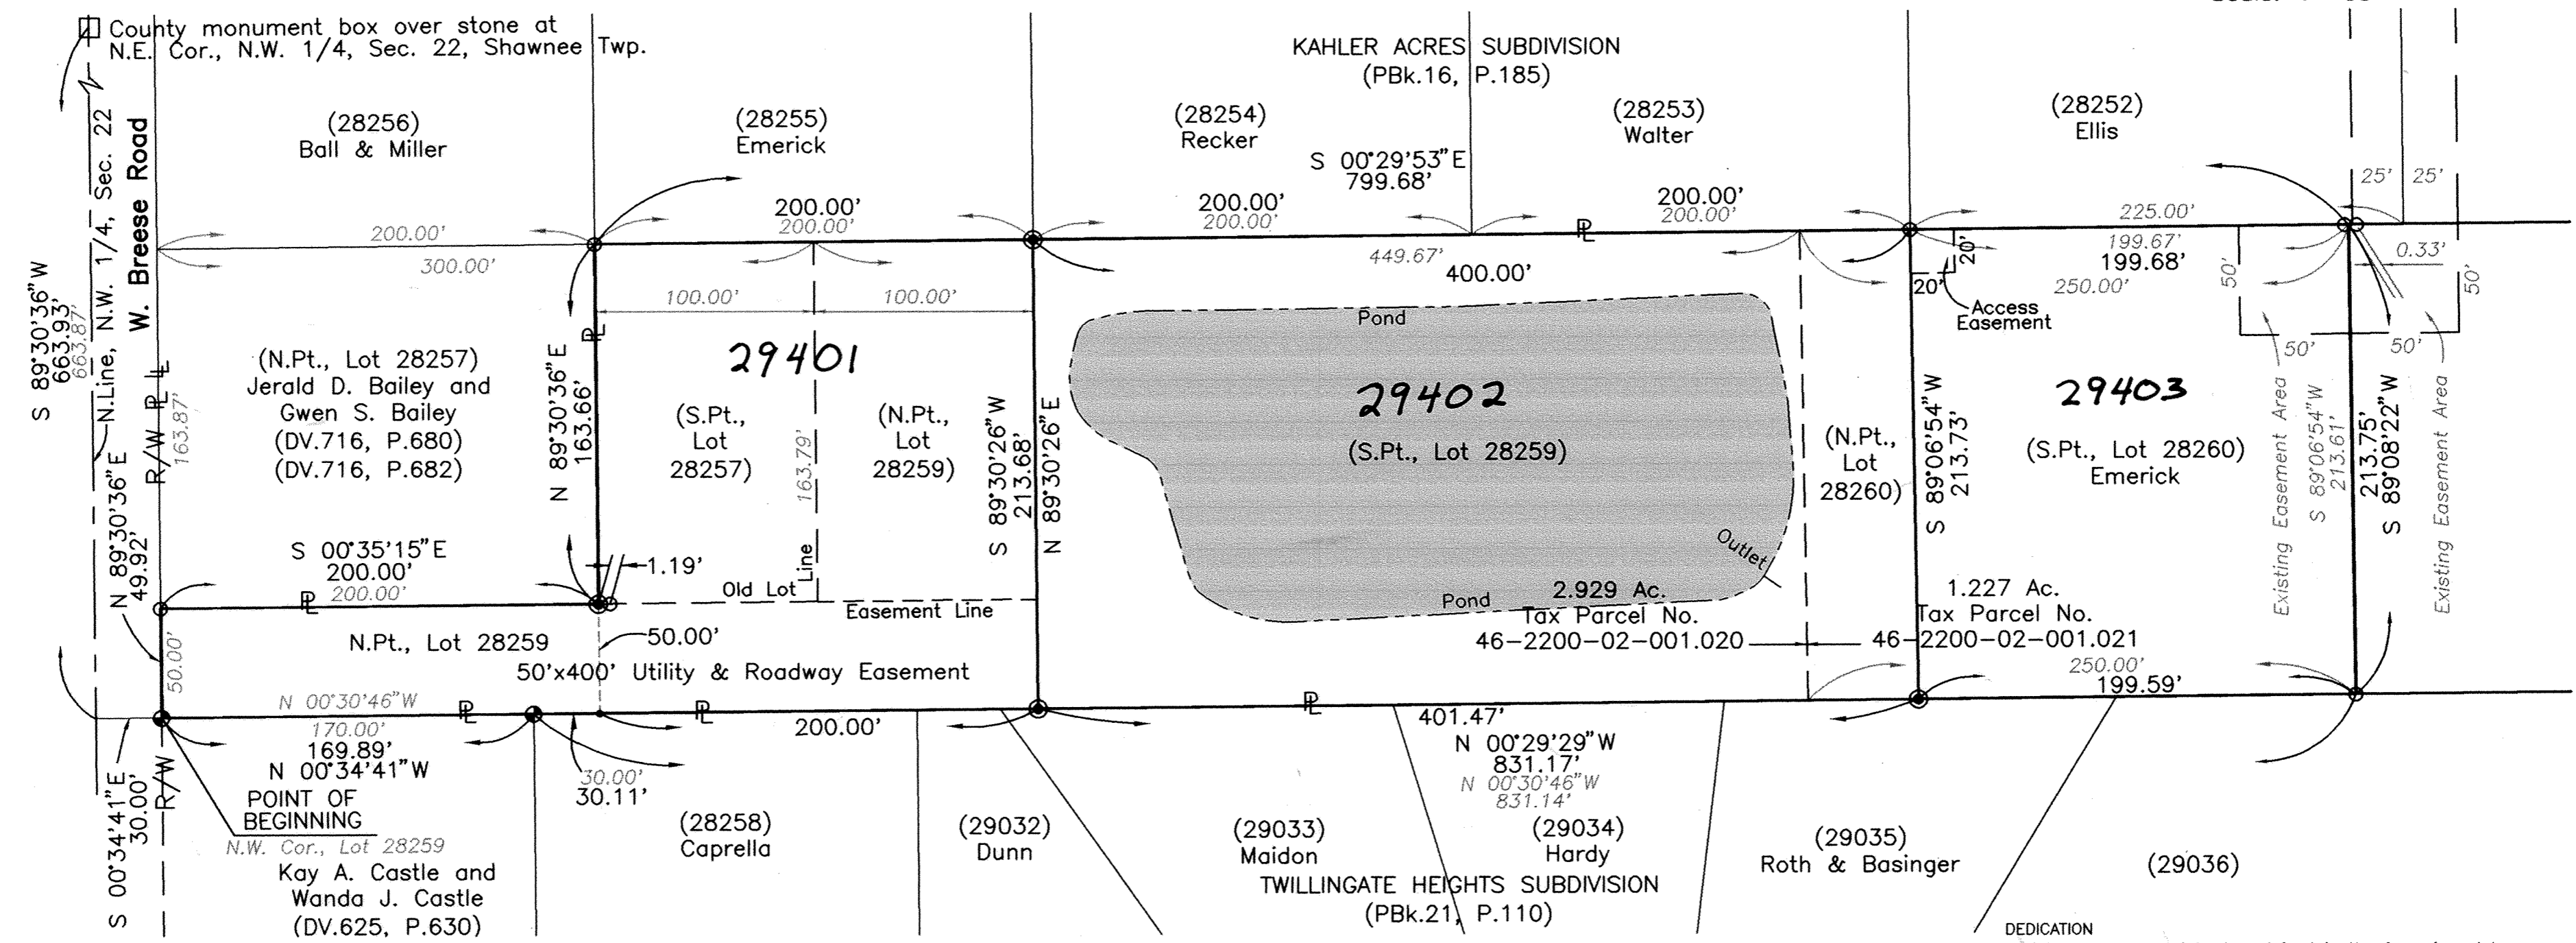 County monument box over stone at
N.E. Cor., N.W. 1/4, Sec. 22, Shawnee Twp.
KAHLER ACRES SUBDIVISION
(PBk.16, P.185)
(28256)
Ball & Miller
(28255)
Emerick
(28254)
Recker
(28253)
Walter
(28252)
Ellis
S 00°29'53"E
799.68'
25'
25'
200.00'
300.00'
200.00'
200.00'
200.00'
200.00'
200.00'
200.00'
PL
449.67'
400.00'
225.00'
199.67'
199.68'
250.00'
20'
20'
Access
Easement
50'
0.33'
50'
50'
50'
S 89°30'36"W
663.93'
663.87'
N.Line, N.W. 1/4, Sec. 22
W. Breese Road
R/W PL
163.87'
N 89°30'36"E
49.92'
50.00'
(N.Pt., Lot 28257)
Jerald D. Bailey and
Gwen S. Bailey
(DV.716, P.680)
(DV.716, P.682)
PL
N 89°30'36"E
163.66'
100.00'
100.00'
29401
(S.Pt.,
Lot
28257)
163.79'
(N.Pt.,
Lot
28259)
S 89°30'26"W
213.68'
N 89°30'26"E
Pond
29402
(S.Pt., Lot 28259)
Outlet
Pond
2.929 Ac.
Tax Parcel No.
46-2200-02-001.020
(N.Pt.,
Lot
28260)
S 89°06'54"W
213.73'
29403
(S.Pt., Lot 28260)
Emerick
1.227 Ac.
Tax Parcel No.
46-2200-02-001.021
Existing Easement Area
S 89°06'54"W
213.61'
213.75'
S 89°08'22"W
Existing Easement Area
S 00°35'15"E
200.00'
200.00'
PL
1.19'
Old Lot
Line
Easement Line
N.Pt., Lot 28259
50.00'
50'x400' Utility & Roadway Easement
N 00°30'46"W
170.00'
169.89'
N 00°34'41"W
PL
PL
200.00'
PL
30.00'
30.11'
401.47'
N 00°29'29"W
831.17'
N 00°30'46"W
831.14'
250.00'
199.59'
S 00°34'41"E
30.00'
R/W
POINT OF
BEGINNING
N.W. Cor., Lot 28259
Kay A. Castle and
Wanda J. Castle
(DV.625, P.630)
(28258)
Caprella
(29032)
Dunn
(29033)
Maidon
(29034)
Hardy
(29035)
Roth & Basinger
(29036)
TWILLINGATE HEIGHTS SUBDIVISION
(PBk.21, P.110)
DEDICATION